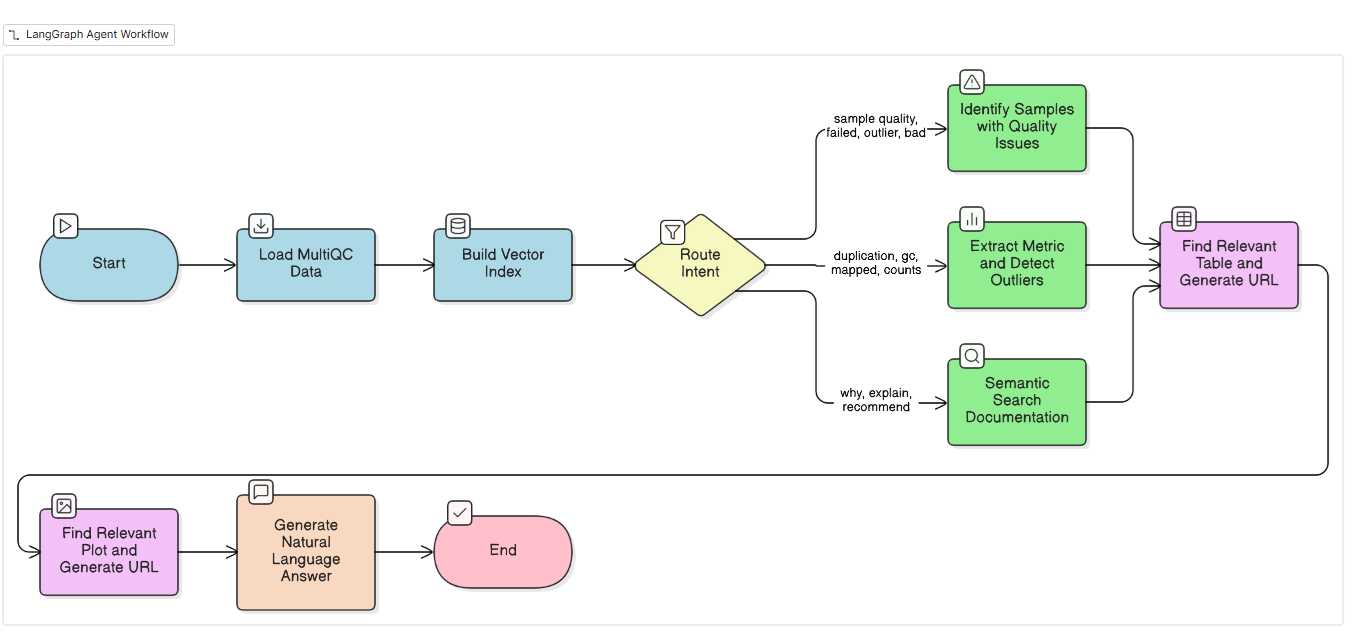 LangGraph Agent Workflow
sample quality,
failed, outlier, bad
Identify Samples
with Quality
Issues
Start
Load MultiQC
Data
Build Vector
Index
Route
Intent
duplication, gc,
mapped, counts
Extract Metric
and Detect
Outliers
Find Relevant
Table and
Generate URL
why, explain,
recommend
Semantic
Search
Documentation
Find Relevant
Plot and
Generate URL
Generate
Natural
Language
Answer
End